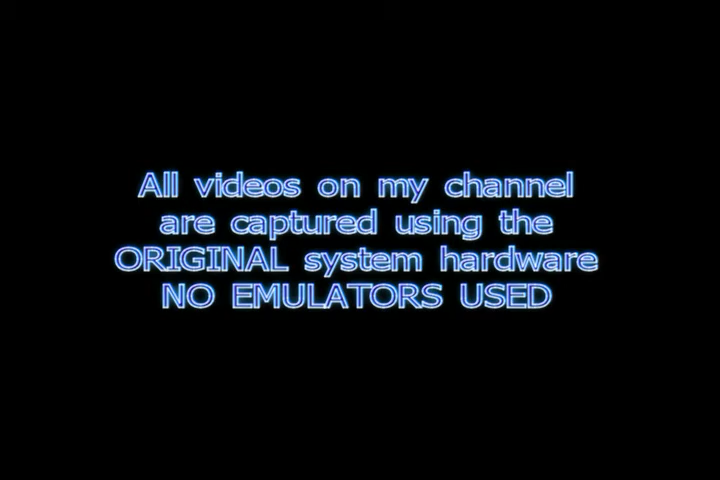 All videos on my channel
are captured using the
ORIGINAL system hardware
NO EMULATORS USED